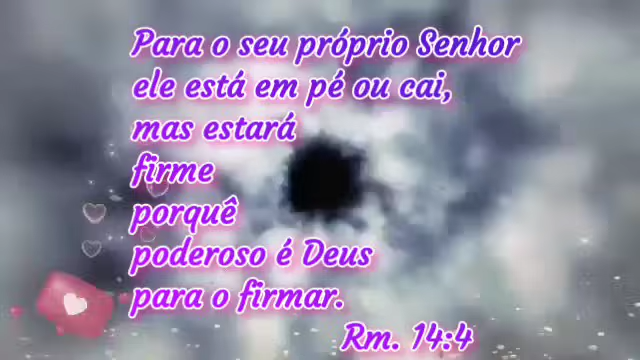 Para o seu próprio Senhor
ele está em pé ou cai,
mas estará
firme
porquê
poderoso é Deus
para o firmar.
Rm. 14:4